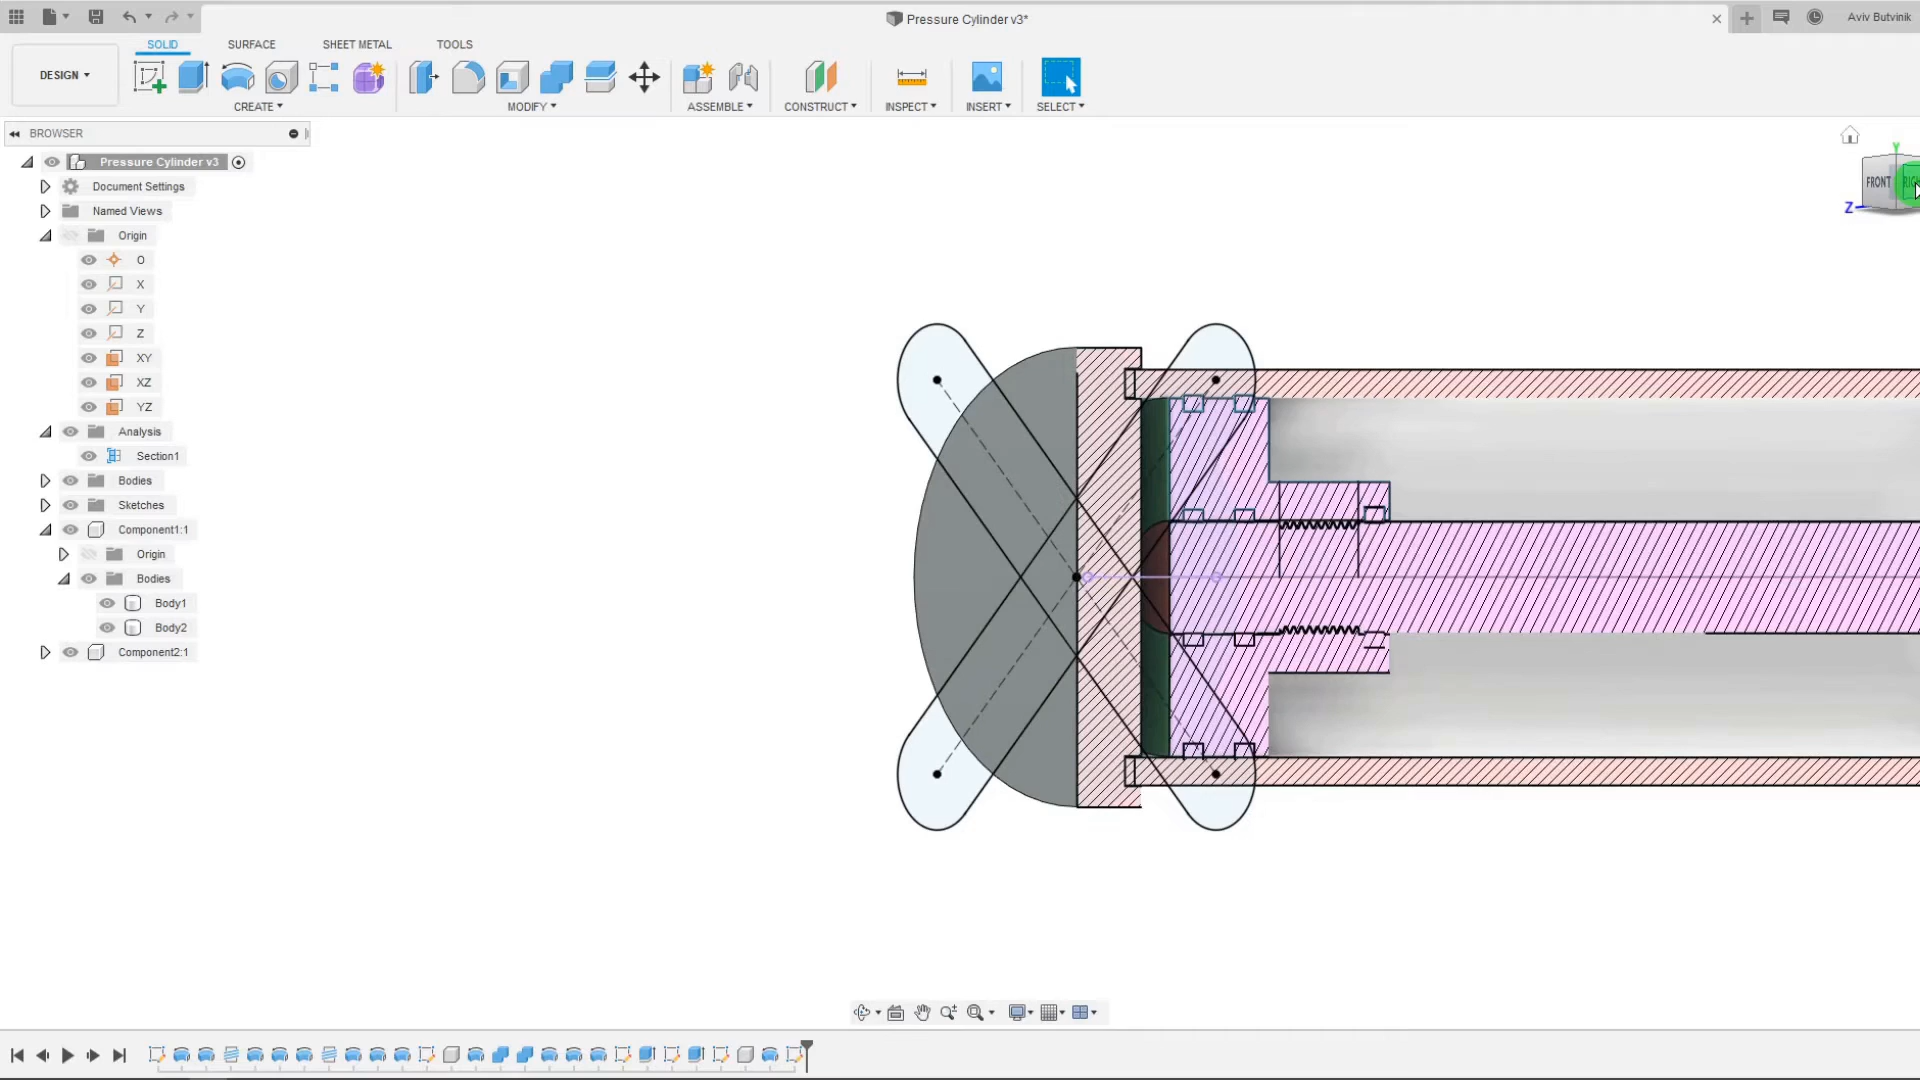 Pressure Cylinder v3*
Aviv Butvinik
SOLID SURFACE SHEET METAL TOOLS
DESIGN
CREATE MODIFY ASSEMBLE CONSTRUCT INSPECT INSERT SELECT
BROWSER
Pressure Cylinder v3
Document Settings
Named Views
Origin
O
X
Y
Z
XY
XZ
YZ
Analysis
Section1
Bodies
Sketches
Component1:1
Origin
Bodies
Body1
Body2
Component2:1
Y
FRONT
Z